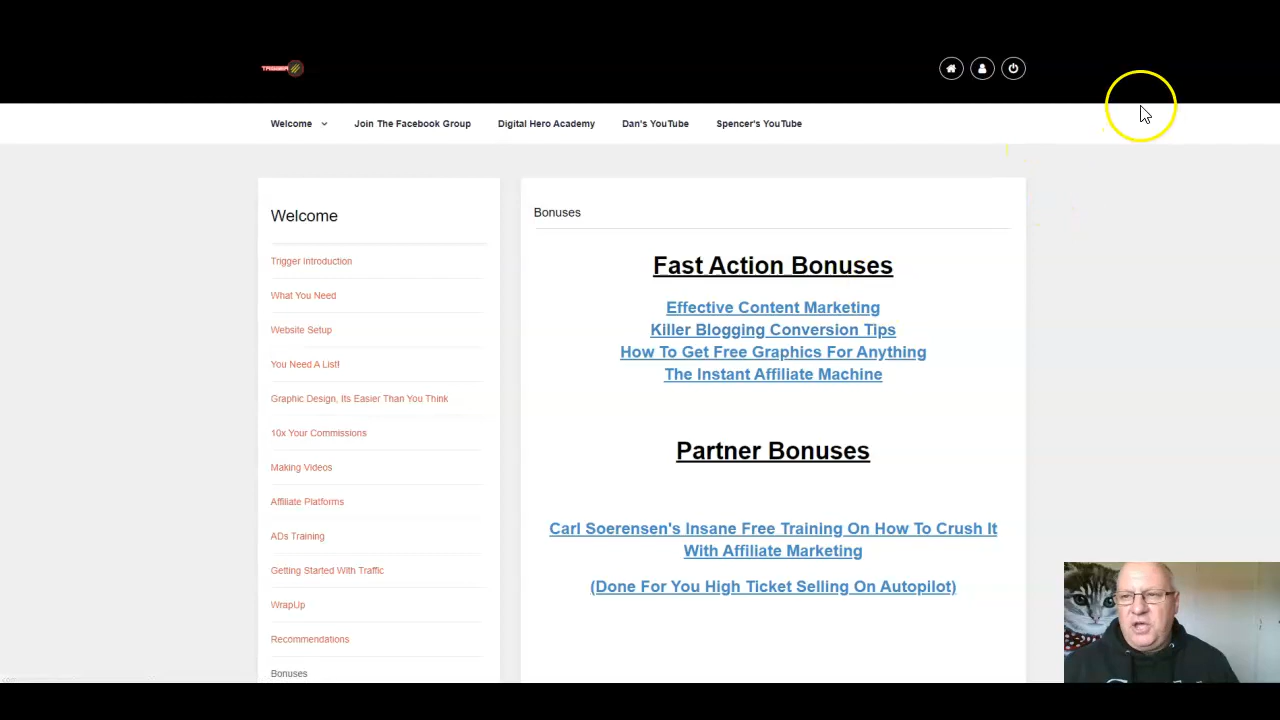 TRIGGER
Welcome
Join The Facebook Group
Digital Hero Academy
Dan's YouTube
Spencer's YouTube
Welcome
Trigger Introduction
What You Need
Website Setup
You Need A List!
Graphic Design, Its Easier Than You Think
10x Your Commissions
Making Videos
Affiliate Platforms
ADs Training
Getting Started With Traffic
WrapUp
Recommendations
Bonuses
Bonuses
Fast Action Bonuses
Effective Content Marketing
Killer Blogging Conversion Tips
How To Get Free Graphics For Anything
The Instant Affiliate Machine
Partner Bonuses
Carl Soerensen's Insane Free Training On How To Crush It
With Affiliate Marketing
(Done For You High Ticket Selling On Autopilot)